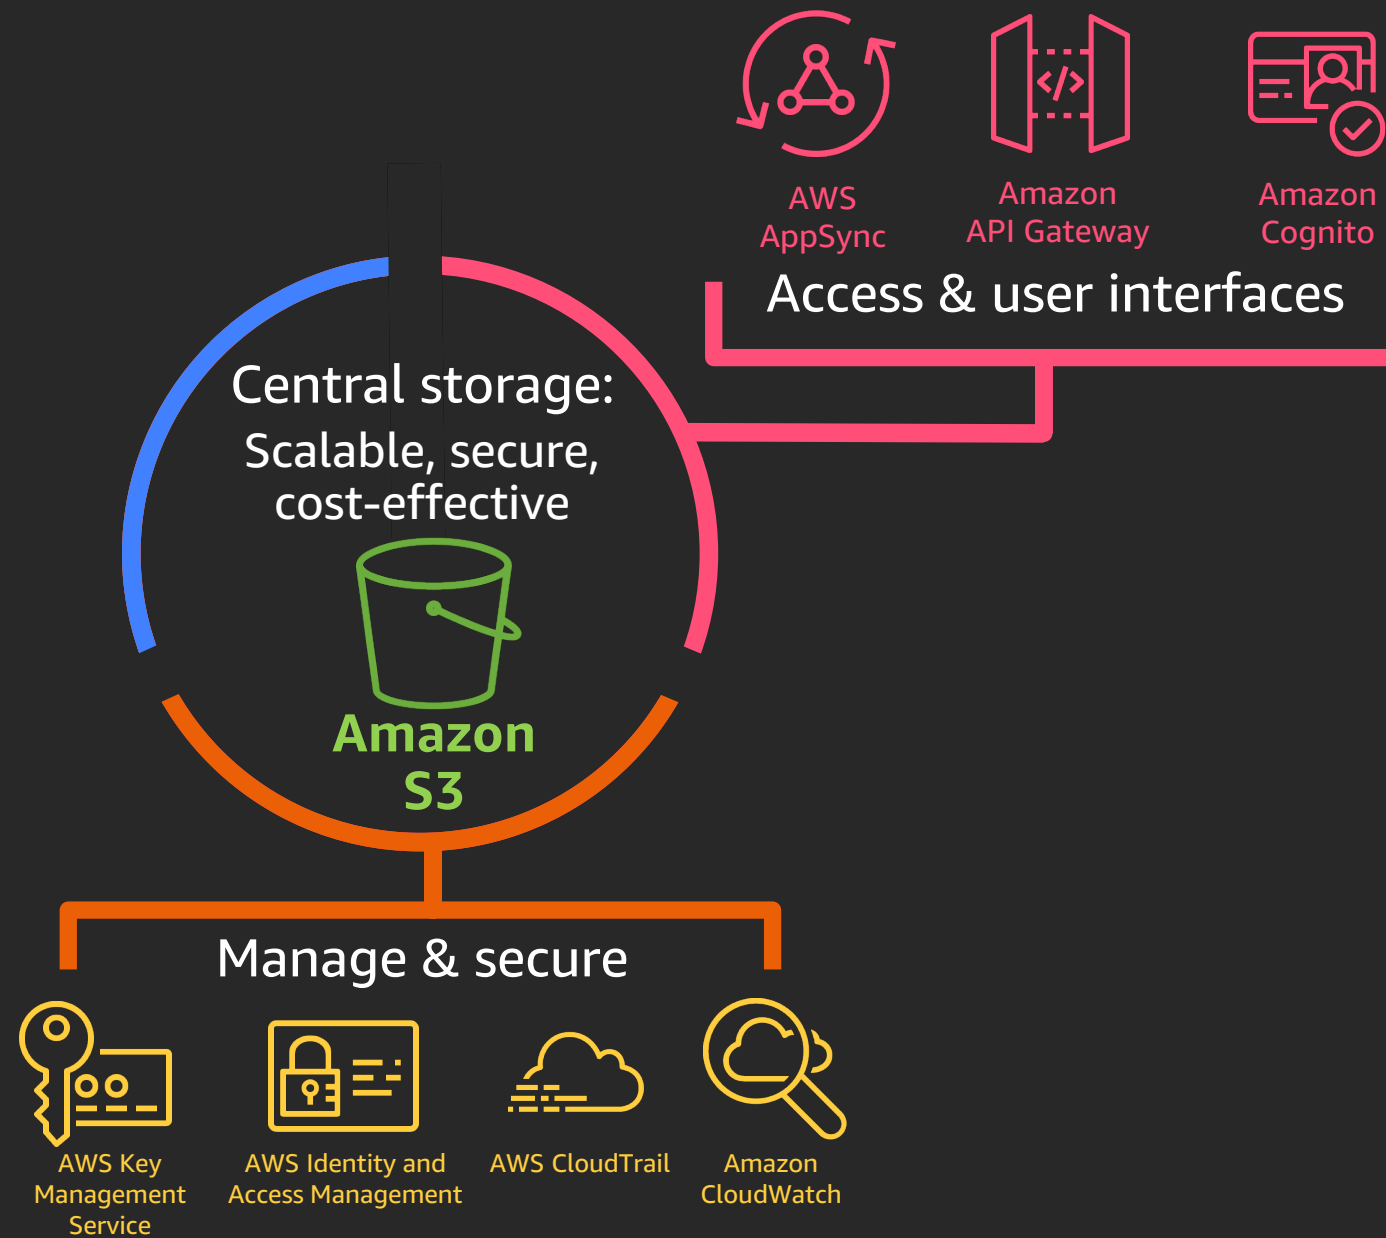 AWS
AppSync
Amazon
API Gateway
Amazon
Cognito
Access & user interfaces
Central storage:
Scalable, secure,
cost-effective
Amazon
S3
Manage & secure
AWS Key
Management
Service
AWS Identity and
Access Management
AWS CloudTrail
Amazon
CloudWatch